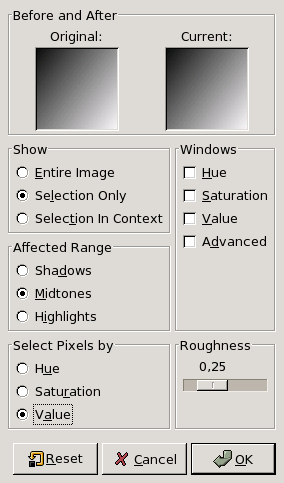 Before and After
Original:
Current:
Show
Entire Image
Selection Only
Selection In Context
Windows
Hue
Saturation
Value
Advanced
Affected Range
Shadows
Midtones
Highlights
Select Pixels by
Hue
Saturation
Value
Roughness
0,25
Reset
Cancel
OK